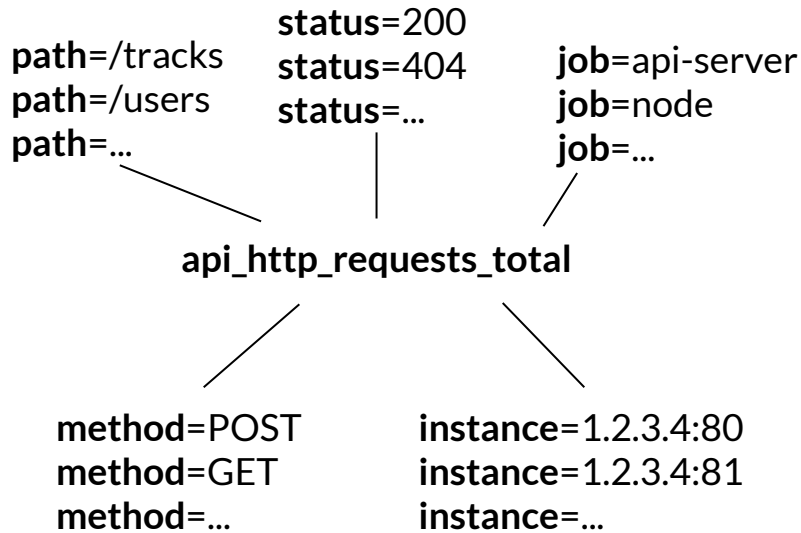 path=/tracks
path=/users
path=...
status=200
status=404
status=...
job=api-server
job=node
job=...
api_http_requests_total
method=POST
method=GET
method=...
instance=1.2.3.4:80
instance=1.2.3.4:81
instance=...